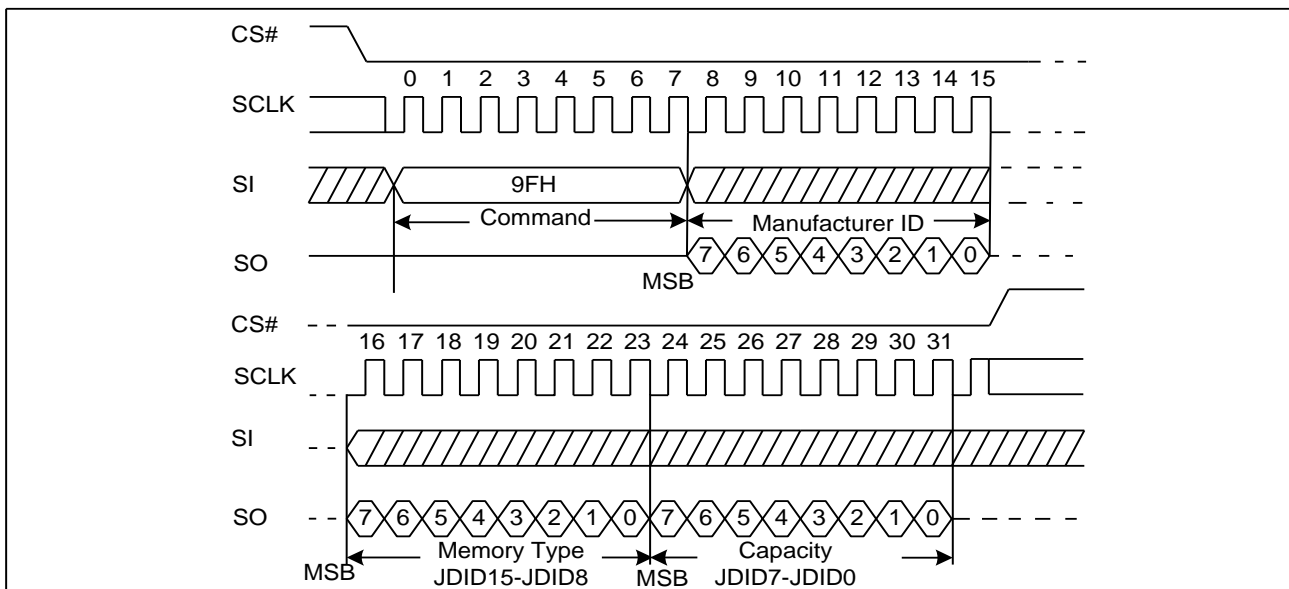 CS#
0 1 2 3 4 5 6 7 8 9 10 11 12 13 14 15
SCLK
SI 9FH
Command Manufacturer ID
SO 7 6 5 4 3 2 1 0
MSB
CS#
16 17 18 19 20 21 22 23 24 25 26 27 28 29 30 31
SCLK
SI
SO 7 6 5 4 3 2 1 0 7 6 5 4 3 2 1 0
Memory Type Capacity
MSB JDID15-JDID8 MSB JDID7-JDID0